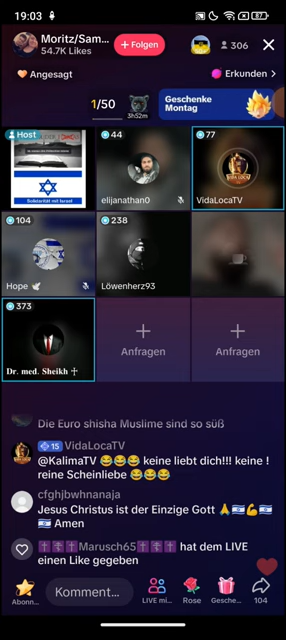 19:03
87
Moritz/Sam...
54.7K Likes
+ Folgen
306
Angesagt
Erkunden >
1/50
3h52m
Geschenke
Montag
Host
Solidarität mit Israel
44
elijanathan0
77
VIDA LOCA
VidaLocaTV
104
Hope
238
Löwenherz93
373
Dr. med. Sheikh ✝
+
Anfragen
+
Anfragen
Die Euro shisha Muslime sind so süß
15 VidaLocaTV
@KalimaTV 😂😂😂 keine liebt dich!!! keine !
reine Scheinliebe 😂😂😂
cfghjbwhnanaja
Jesus Christus ist der Einzige Gott 🙏🇮🇱💪🇮🇱
🇮🇱 Amen
✝️✝️✝️Marusch65✝️✝️✝️ hat dem LIVE
einen Like gegeben
Abonn...
Komment...
LIVE mi...
Rose
Gesche...
104